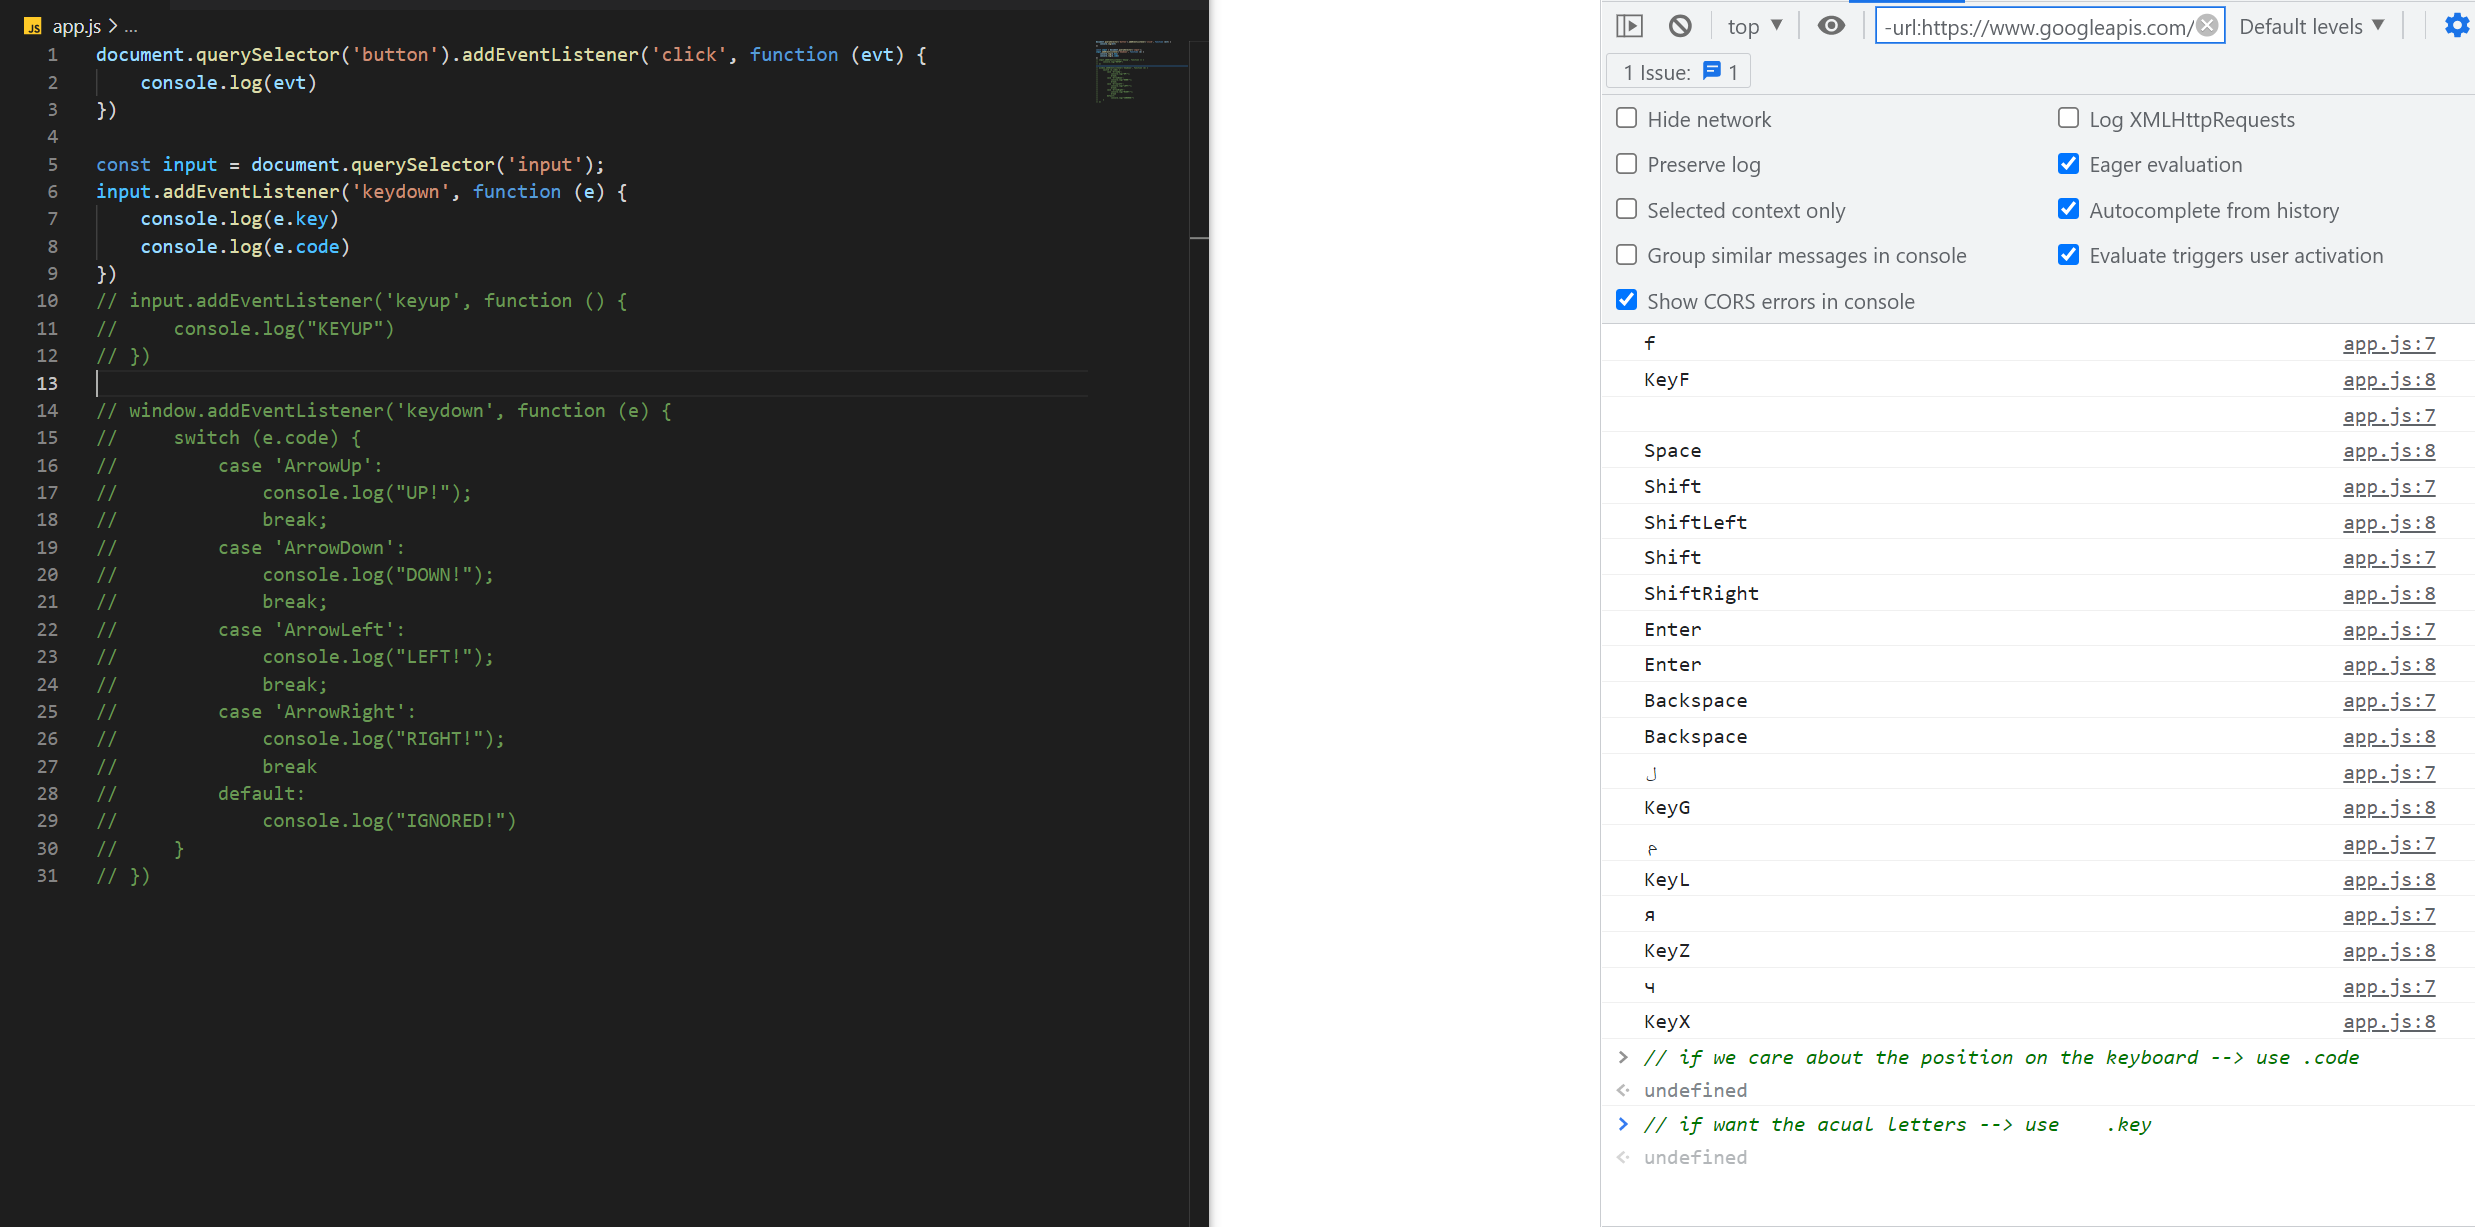 JS app.js > ...
1 document.querySelector('button').addEventListener('click', function (evt) {
2 console.log(evt)
3 })
4
5 const input = document.querySelector('input');
6 input.addEventListener('keydown', function (e) {
7 console.log(e.key)
8 console.log(e.code)
9 })
10 // input.addEventListener('keyup', function () {
11 // console.log("KEYUP")
12 // })
13
14 // window.addEventListener('keydown', function (e) {
15 // switch (e.code) {
16 // case 'ArrowUp':
17 // console.log("UP!");
18 // break;
19 // case 'ArrowDown':
20 // console.log("DOWN!");
21 // break;
22 // case 'ArrowLeft':
23 // console.log("LEFT!");
24 // break;
25 // case 'ArrowRight':
26 // console.log("RIGHT!");
27 // break
28 // default:
29 // console.log("IGNORED!")
30 // }
31 // })
top -url:https://www.googleapis.com/ Default levels
1 Issue: 1
Hide network
Log XMLHttpRequests
Preserve log
Eager evaluation
Selected context only
Autocomplete from history
Group similar messages in console
Evaluate triggers user activation
Show CORS errors in console
f app.js:7
KeyF app.js:8
app.js:7
Space app.js:8
Shift app.js:7
ShiftLeft app.js:8
Shift app.js:7
ShiftRight app.js:8
Enter app.js:7
Enter app.js:8
Backspace app.js:7
Backspace app.js:8
ل app.js:7
KeyG app.js:8
م app.js:7
KeyL app.js:8
я app.js:7
KeyZ app.js:8
ч app.js:7
KeyX app.js:8
> // if we care about the position on the keyboard --> use .code
undefined
> // if want the acual letters --> use .key
undefined